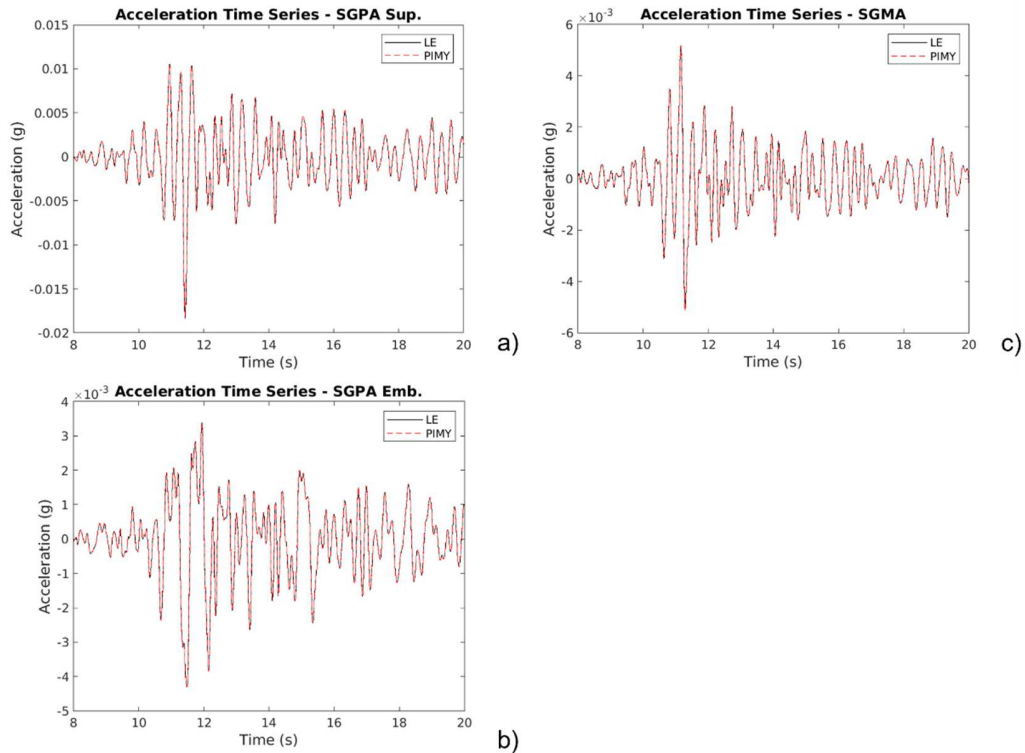 Acceleration Time Series - SGPA Sup.
0.015
0.01
0.005
0
-0.005
-0.01
-0.015
-0.02
Acceleration (g)
LE
PIMY
8 10 12 14 16 18 20
Time (s)
a)
Acceleration Time Series - SGMA
×10⁻³
6
4
2
0
-2
-4
-6
Acceleration (g)
LE
PIMY
8 10 12 14 16 18 20
Time (s)
c)
Acceleration Time Series - SGPA Emb.
×10⁻³
4
3
2
1
0
-1
-2
-3
-4
-5
Acceleration (g)
LE
PIMY
8 10 12 14 16 18 20
Time (s)
b)